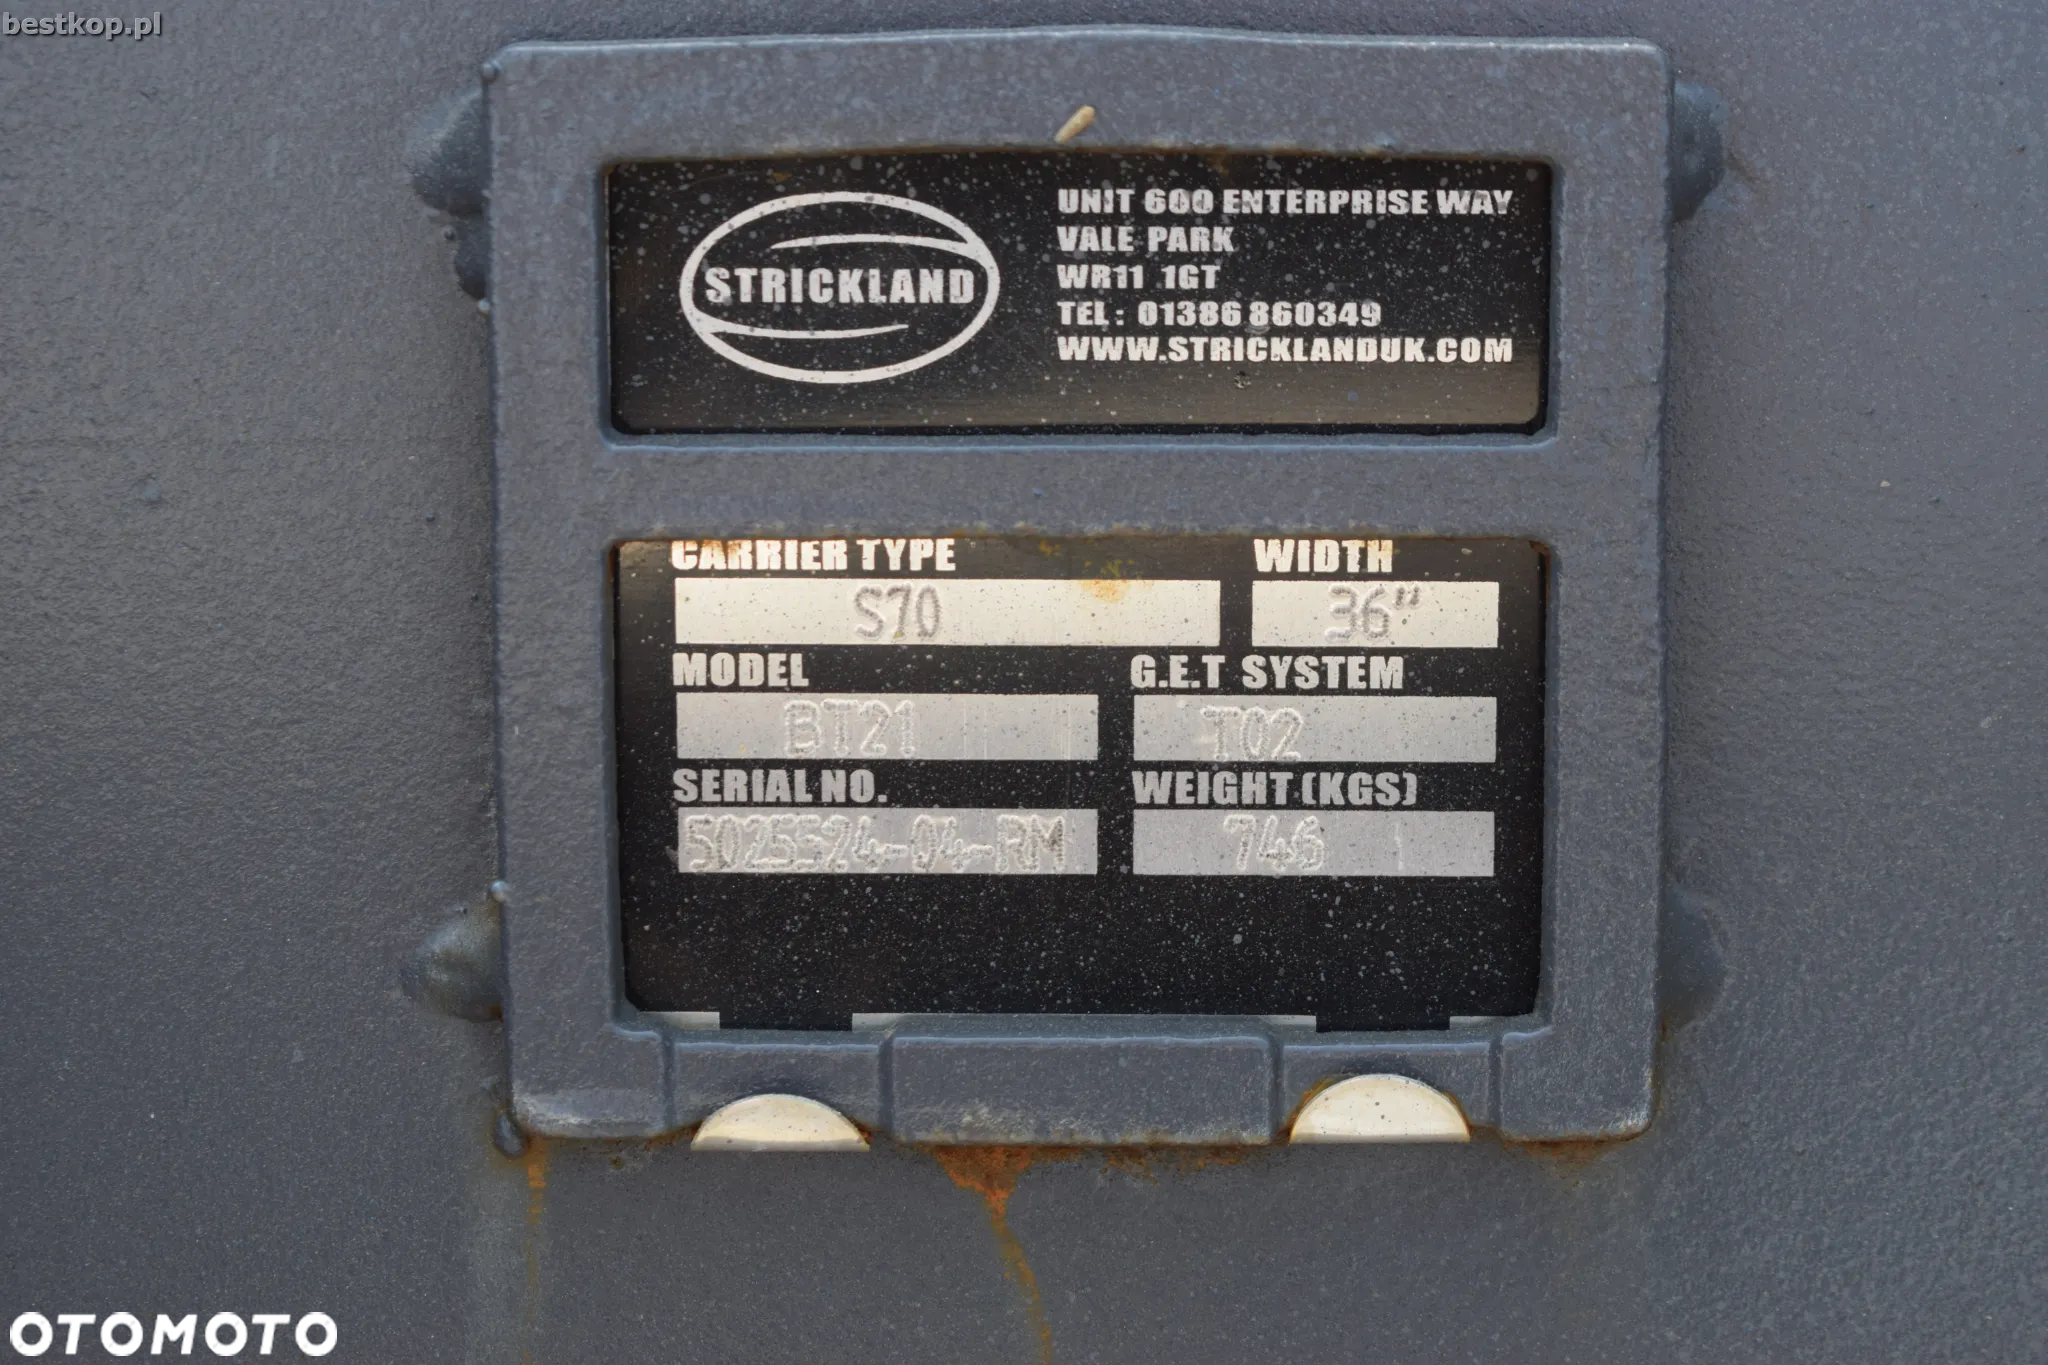 bestkop.pl
STRICKLAND
UNIT 600 ENTERPRISE WAY
VALE PARK
WR11 1GT
TEL: 01386 860349
WWW.STRICKLANDUK.COM
CARRIER TYPE
WIDTH
S70
36"
MODEL
G.E.T SYSTEM
BT21
T02
SERIAL NO.
WEIGHT (KGS)
5025524-04-RM
746
OTOMOTO